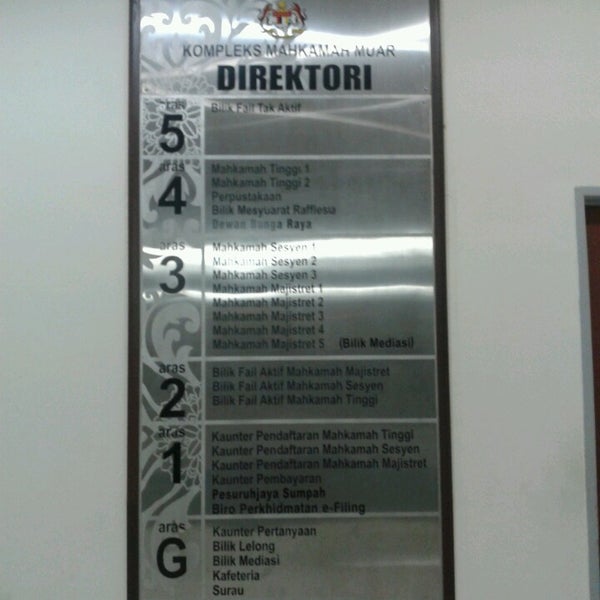 KOMPLEKS MAHKAMAH MUAR
DIREKTORI
aras
5
Bilik Fail Tak Aktif
aras
4
Mahkamah Tinggi 1
Mahkamah Tinggi 2
Perpustakaan
Bilik Mesyuarat Rafflesia
Dewan Bunga Raya
aras
3
Mahkamah Sesyen 1
Mahkamah Sesyen 2
Mahkamah Sesyen 3
Mahkamah Majistret 1
Mahkamah Majistret 2
Mahkamah Majistret 3
Mahkamah Majistret 4
Mahkamah Majistret 5 (Bilik Mediasi)
aras
2
Bilik Fail Aktif Mahkamah Majistret
Bilik Fail Aktif Mahkamah Sesyen
Bilik Fail Aktif Mahkamah Tinggi
aras
1
Kaunter Pendaftaran Mahkamah Tinggi
Kaunter Pendaftaran Mahkamah Sesyen
Kaunter Pendaftaran Mahkamah Majistret
Kaunter Pembayaran
Pesuruhjaya Sumpah
Biro Perkhidmatan e-Filing
aras
G
Kaunter Pertanyaan
Bilik Lelong
Bilik Mediasi
Kafeteria
Surau